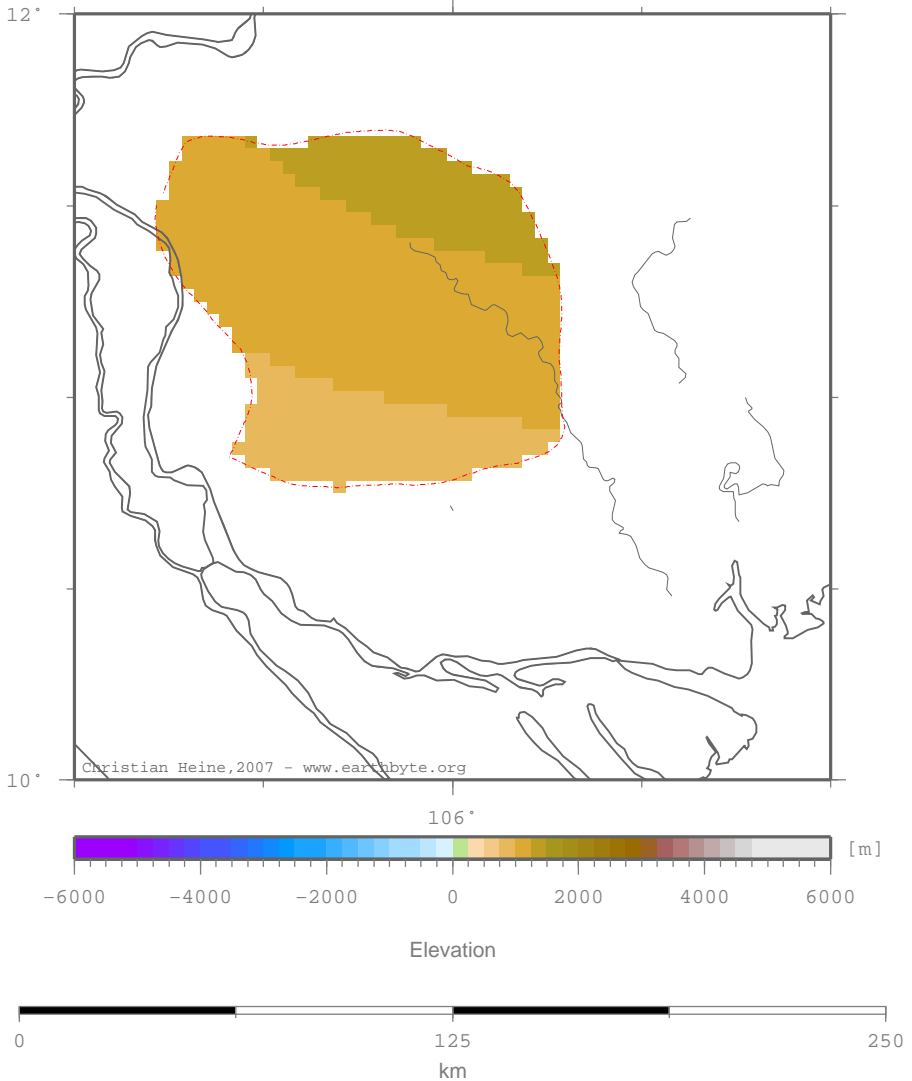 12°
10°
Christian Heine,2007 - www.earthbyte.org
106°
[m]
-6000 -4000 -2000 0 2000 4000 6000
Elevation
0 125 250
km